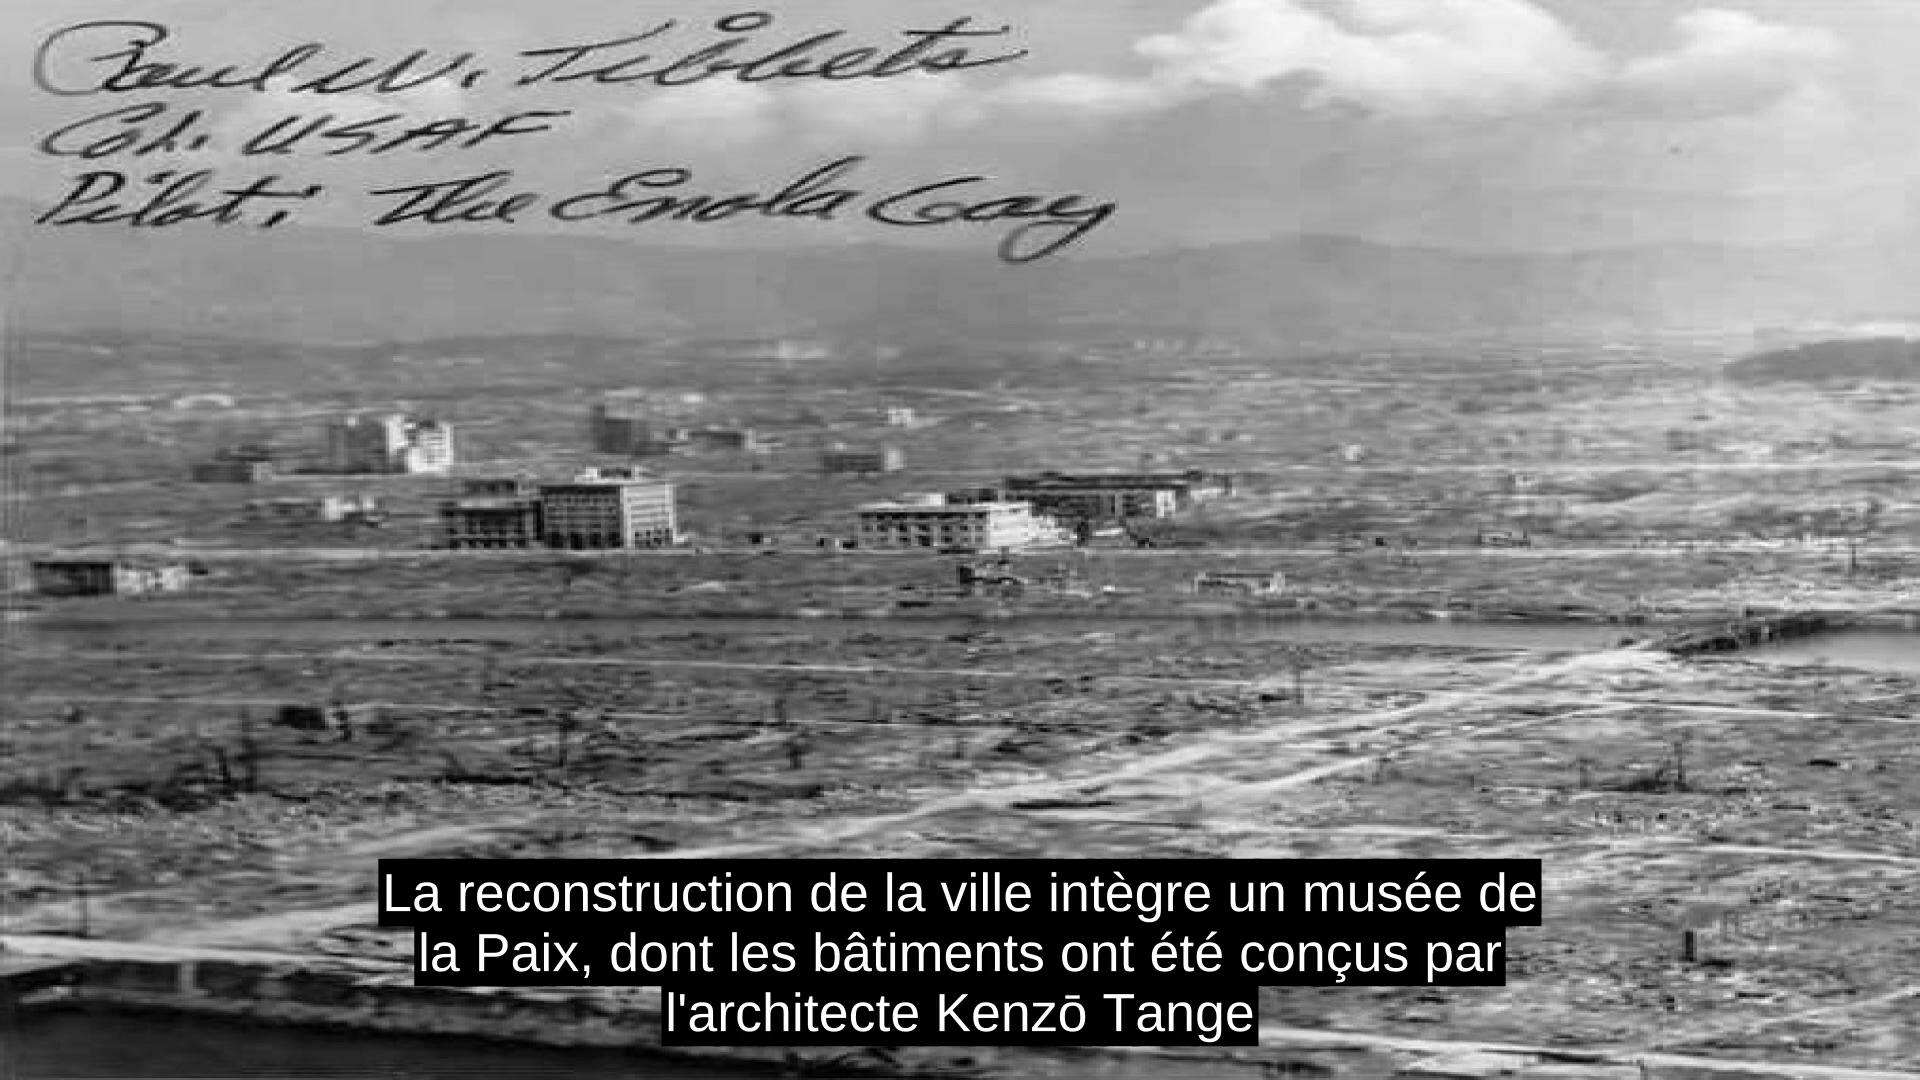 Paul W. Tibbets
Col. USAF
Pilot: The Enola Gay
La reconstruction de la ville intègre un musée de
la Paix, dont les bâtiments ont été conçus par
l'architecte Kenzō Tange